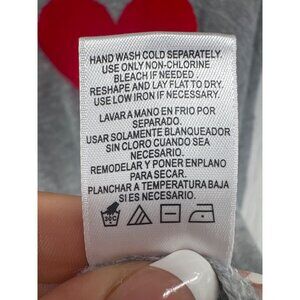 HAND WASH COLD SEPARATELY.
USE ONLY NON-CHLORINE
BLEACH IF NEEDED.
RESHAPE AND LAY FLAT TO DRY.
USE LOW IRON IF NECESSARY.
LAVAR A MANO EN FRIO POR
SEPARADO.
USAR SOLAMENTE BLANQUEADOR
SIN CLORO CUANDO SEA
NECESARIO.
REMODELAR Y PONER ENPLANO
PARA SECAR.
PLANCHAR A TEMPERATURA BAJA
SI ES NECESARIO.
30C